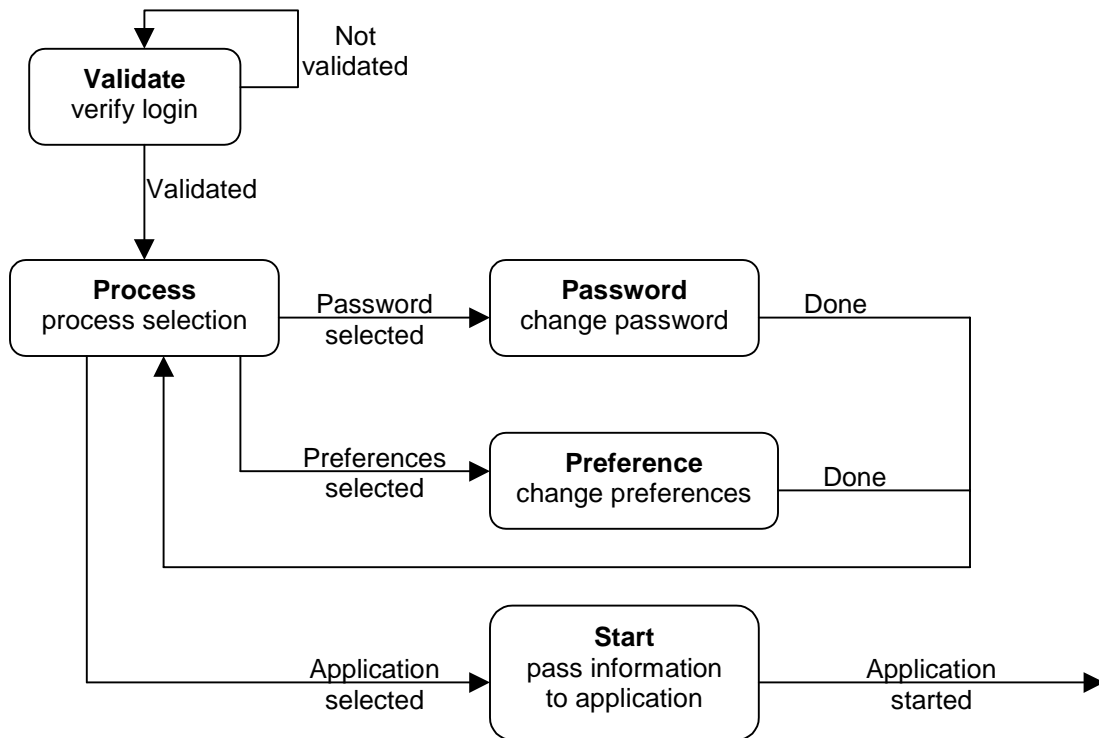 Not
validated
Validate
verify login
Validated
Process
process selection
Password
selected
Password
change password
Done
Preferences
selected
Preference
change preferences
Done
Application
selected
Start
pass information
to application
Application
started